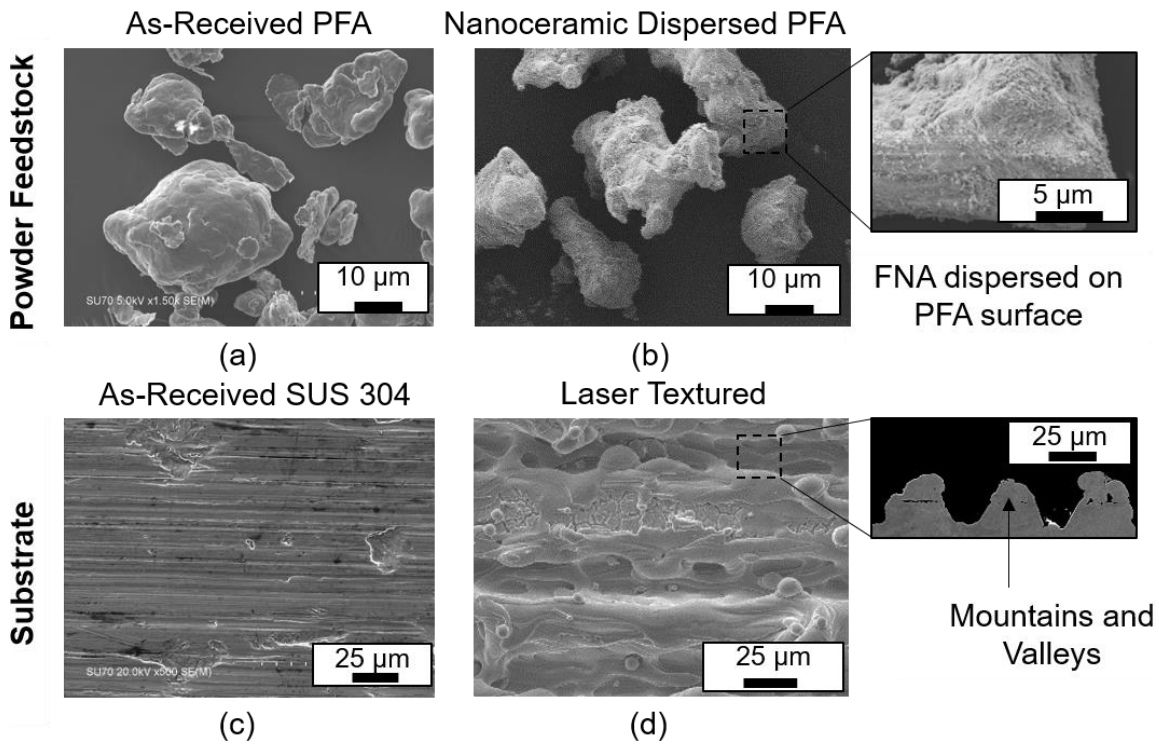 As-Received PFA
Nanoceramic Dispersed PFA
Powder Feedstock
10 µm
SU70 5.0kV x1.50k SE(M)
10 µm
5 µm
FNA dispersed on
PFA surface
(a)
(b)
As-Received SUS 304
Laser Textured
Substrate
25 µm
SU70 20.0kV x500 SE(M)
25 µm
25 µm
Mountains and
Valleys
(c)
(d)